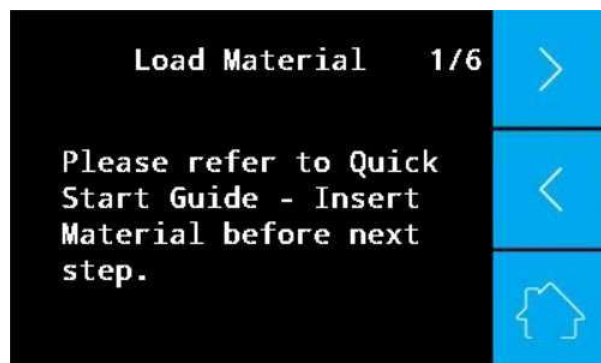 Load Material 1/6
Please refer to Quick
Start Guide - Insert
Material before next
step.